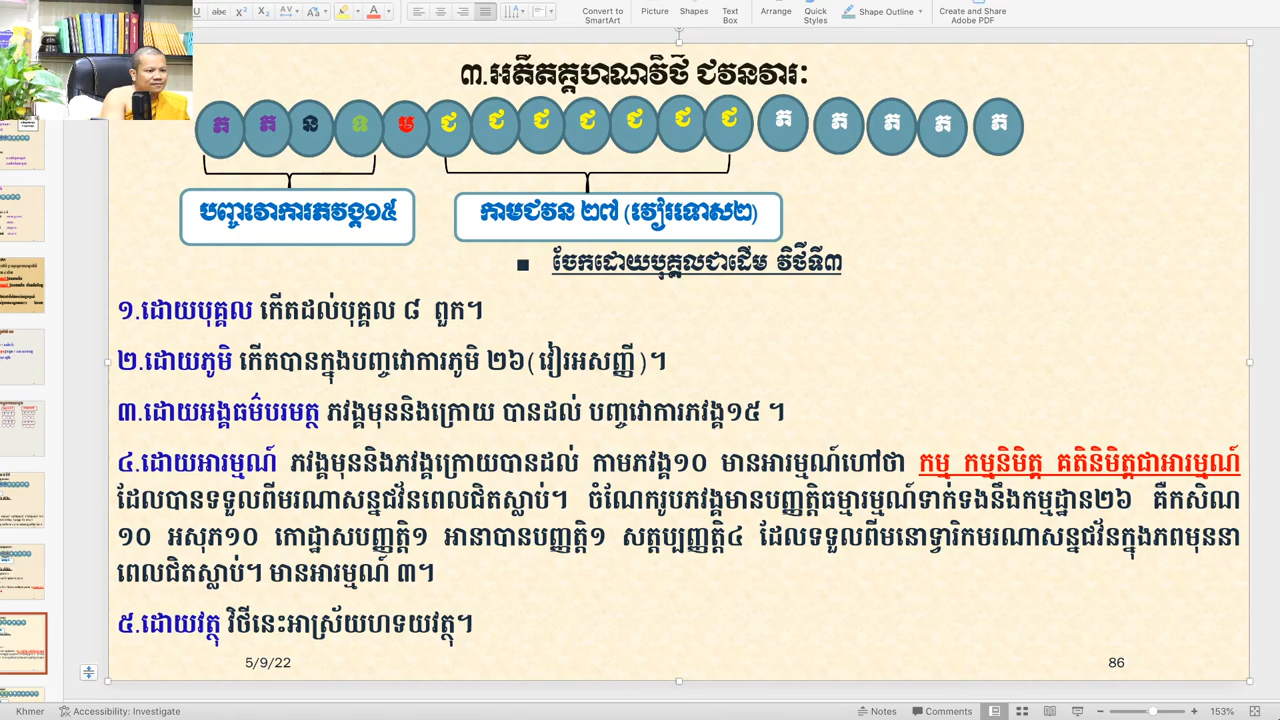 Convert to SmartArt
Picture
Shapes
Text Box
Arrange
Quick Styles
Shape Outline
Create and Share Adobe PDF
៣.អតីតគ្គហណវិថី ជវនវារៈ
ភ ភ ន ទ ម ជ ជ ជ ជ ជ ជ ជ ភ ភ ភ ភ ភ
បញ្ចវោការភវង្គ១៥
កាមជវន ២៧ (វៀរទោស២)
ចែកដោយបុគ្គលជាដើម វិថីទី៣
១.ដោយបុគ្គល កើតដល់បុគ្គល ៨ ពួក។
២.ដោយភូមិ កើតបានក្នុងបញ្ចវោការភូមិ ២៦(វៀរអសញ្ញី)។
៣.ដោយអង្គធម៌បរមត្ថ ភវង្គមុននិងក្រោយ បានដល់ បញ្ចវោការភវង្គ១៥ ។
៤.ដោយអារម្មណ៍ ភវង្គមុននិងភវង្គក្រោយបានដល់ កាមភវង្គ១០ មានអារម្មណ៍ហៅថា កម្ម កម្មនិមិត្ត គតិនិមិត្តជាអារម្មណ៍
ដែលបានទទួលពីមរណាសន្នជវ័នពេលជិតស្លាប់។ ចំណែករូបភវង្គមានបញ្ញត្តិធម្មារម្មណ៍ទាក់ទងនឹងកម្មដ្ឋាន២៦ គឺកសិណ
១០ អសុភ១០ កោដ្ឋាសបញ្ញត្តិ១ អានាបានបញ្ញត្តិ១ សត្តប្បញ្ញត្តិ៤ ដែលទទួលពីមនោទ្វារិកមរណាសន្នជវ័នក្នុងភពមុននា
ពេលជិតស្លាប់។ មានអារម្មណ៍ ៣។
៥.ដោយវត្ថុ វិថីនេះអាស្រ័យហទយវត្ថុ។
5/9/22
86
Khmer
Accessibility: Investigate
Notes
Comments
153%